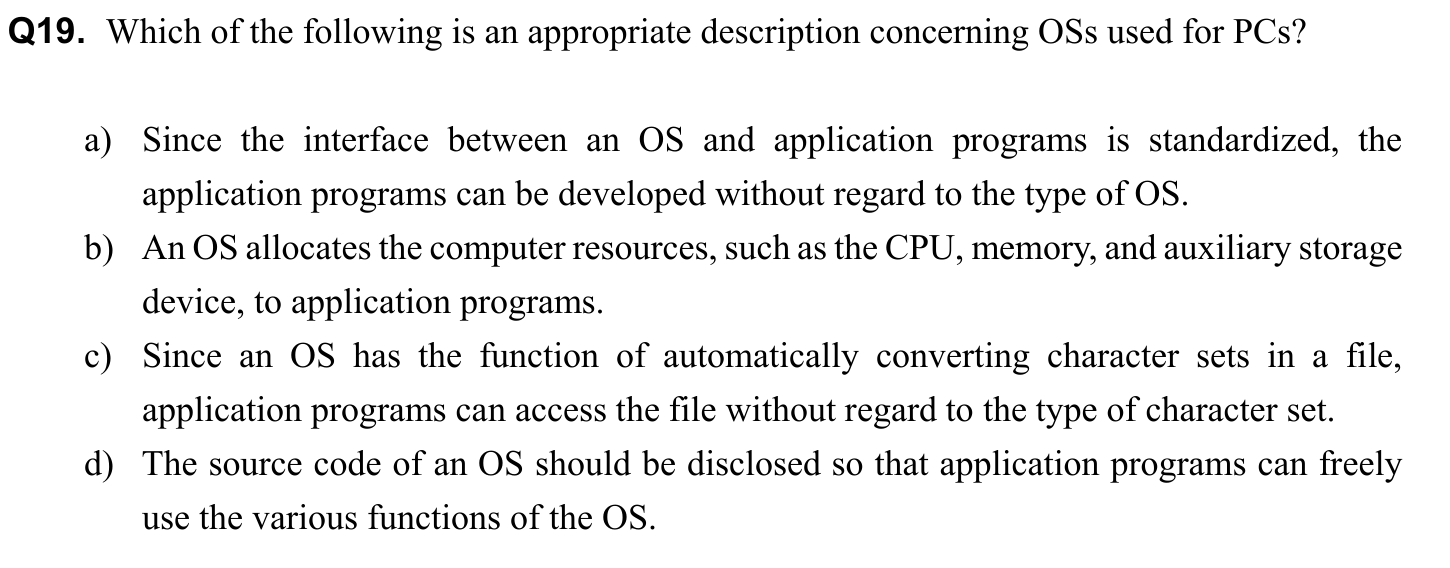 Q19. Which of the following is an appropriate description concerning OSs used for PCs?
a) Since the interface between an OS and application programs is standardized, the
application programs can be developed without regard to the type of OS.
b) An OS allocates the computer resources, such as the CPU, memory, and auxiliary storage
device, to application programs.
c) Since an OS has the function of automatically converting character sets in a file,
application programs can access the file without regard to the type of character set.
d) The source code of an OS should be disclosed so that application programs can freely
use the various functions of the OS.